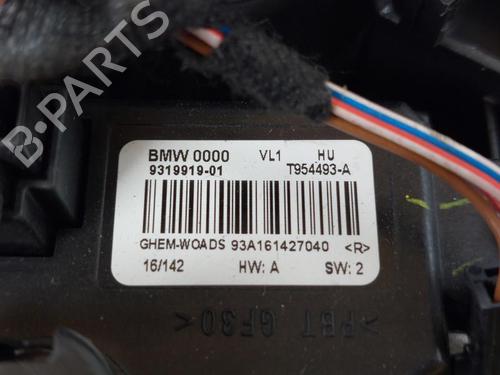 BMW 0000 VL1 HU
9319919-01 T954493-A
GHEM-WOADS 93A161427040 <R>
16/142 HW: A SW: 2
>PBT GF30<
B-PARTS